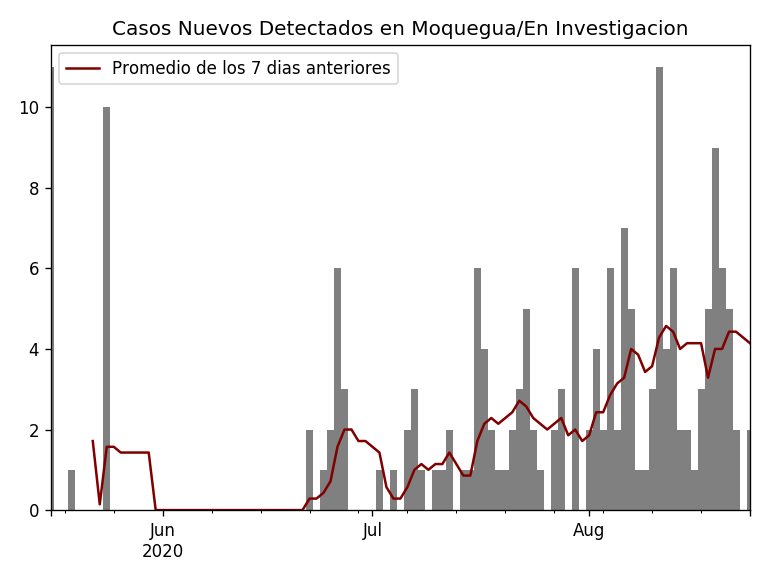 Casos Nuevos Detectados en Moquegua/En Investigacion
Promedio de los 7 dias anteriores
10
8
6
4
2
0
Jun
2020
Jul
Aug